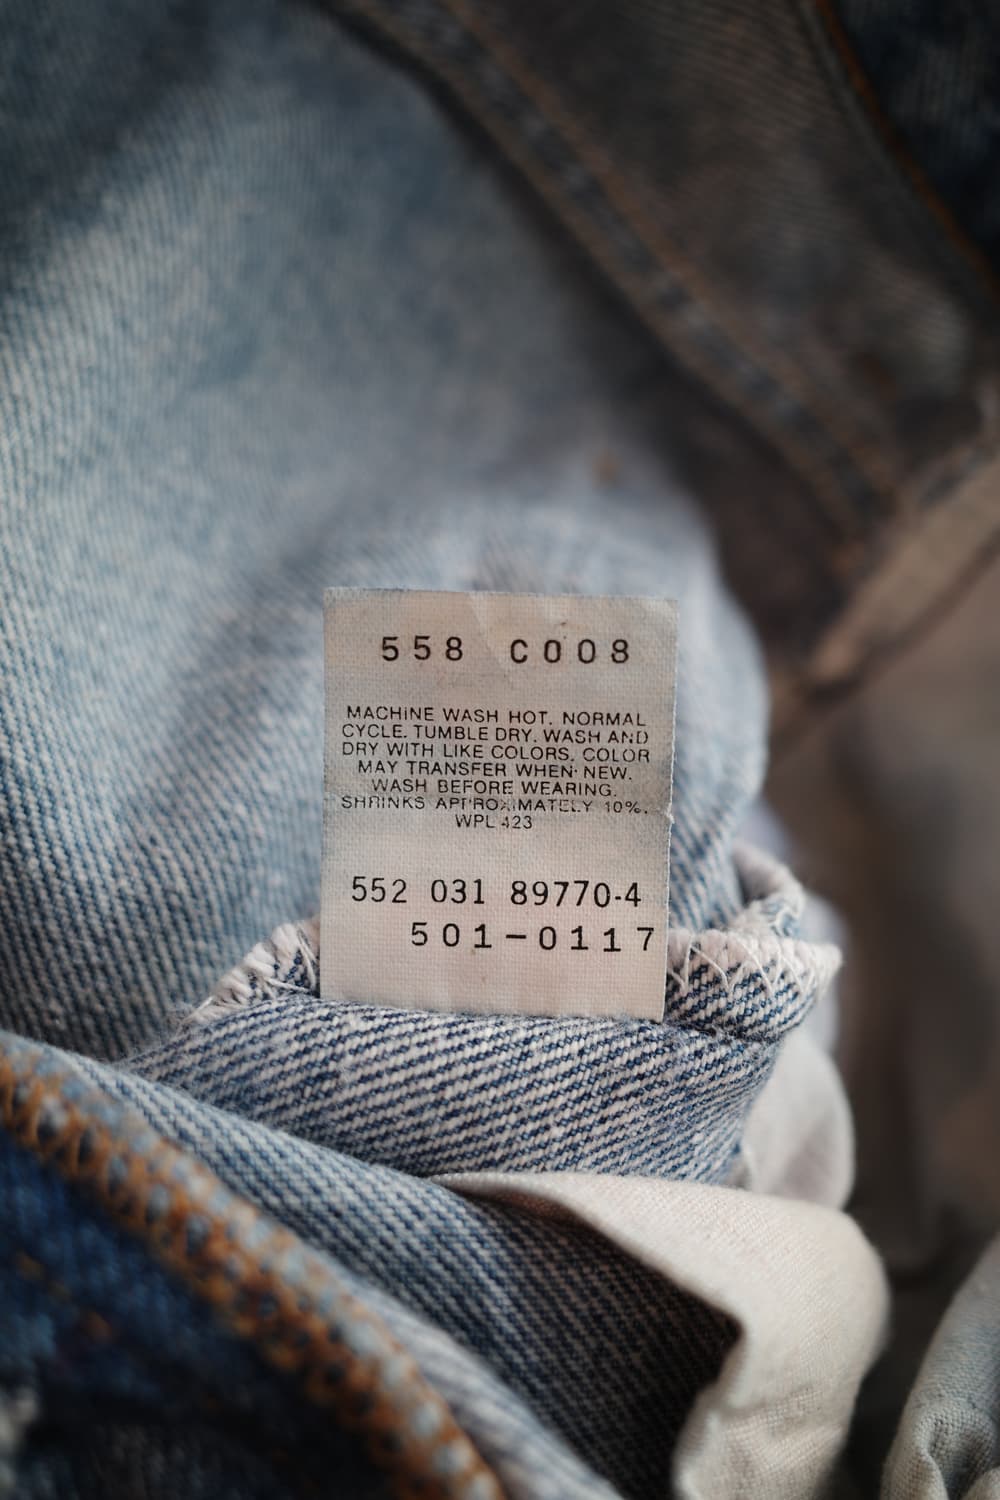 558 C008
MACHINE WASH HOT. NORMAL
CYCLE. TUMBLE DRY. WASH AND
DRY WITH LIKE COLORS. COLOR
MAY TRANSFER WHEN NEW.
WASH BEFORE WEARING.
SHRINKS APPROXIMATELY 10%.
WPL 423
552 031 89770-4
501-0117